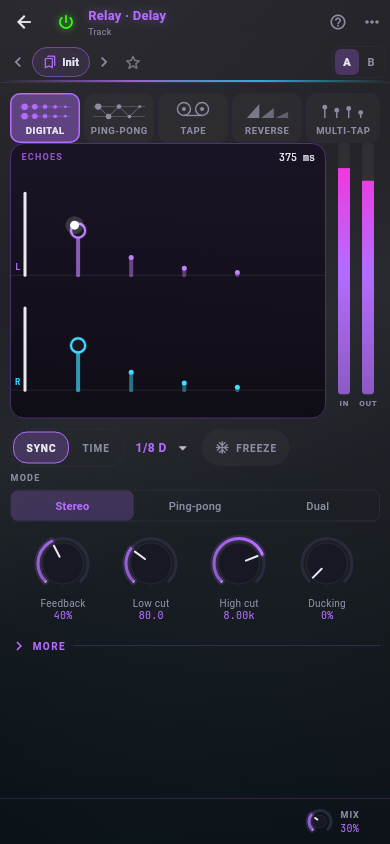 Relay · Delay
Track
Init
A B
DIGITAL PING-PONG TAPE REVERSE MULTI-TAP
ECHOES 375 ms
L
R
IN OUT
SYNC TIME 1/8 D FREEZE
MODE
Stereo Ping-pong Dual
Feedback Low cut High cut Ducking
40% 80.0 8.00k 0%
MORE
MIX
30%